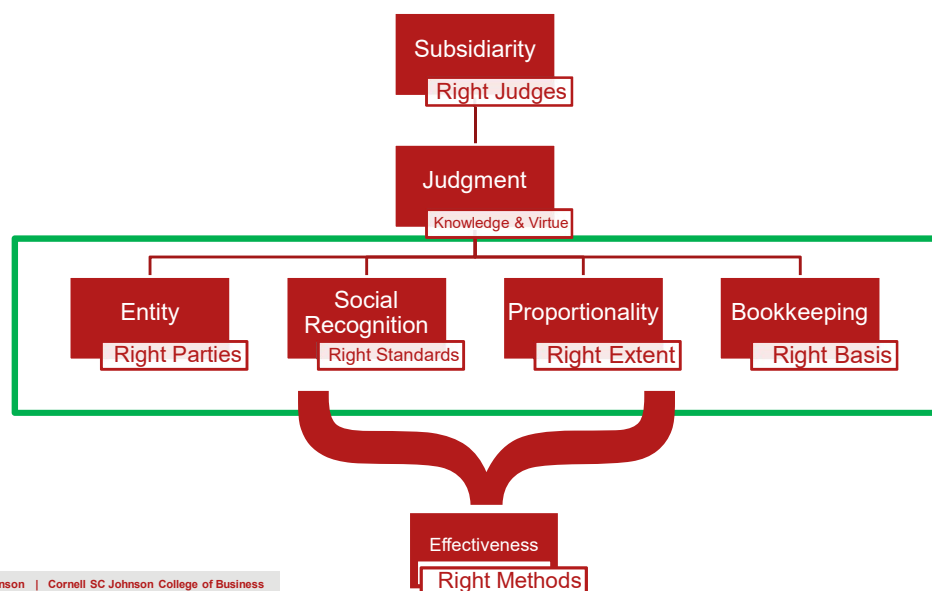 Subsidiarity
Right Judges
Judgment
Knowledge & Virtue
Entity
Right Parties
Social
Recognition
Right Standards
Proportionality
Right Extent
Bookkeeping
Right Basis
Effectiveness
Right Methods
nson | Cornell SC Johnson College of Business